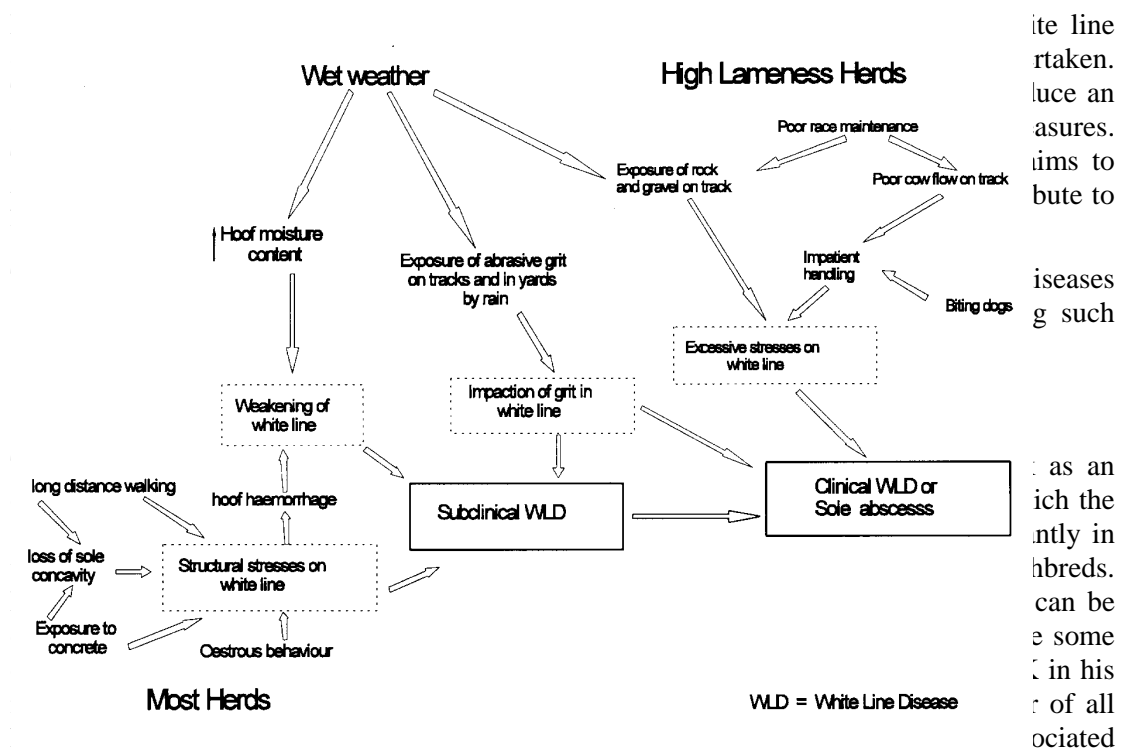 Wet weather
High Lameness Herds
Poor race maintenance
Exposure of rock
and gravel on track
Poor cow flow on track
Hoof moisture
content
Exposure of abrasive grit
on tracks and in yards
by rain
Impatient
handling
Biting dogs
Excessive stresses on
white line
Weakening of
white line
Impaction of grit in
white line
long distance walking
hoof haemorrhage
Subclinical WLD
Clinical WLD or
Sole abscesss
loss of sole
concavity
Structural stresses on
white line
Exposure to
concrete
Oestrous behaviour
Most Herds
WLD = White Line Disease
ite line
rtaken.
luce an
asures.
ims to
bute to
iseases
g such
as an
ich the
ntly in
hbreds.
can be
e some
in his
r of all
ociated